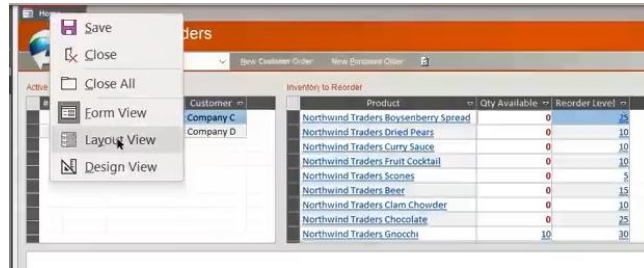 Home
Save
Close
Close All
Form View
Layout View
Design View
ders
New Customer Order New Purchase Order
Active
Customer
Company C
Company D
Inventory to Reorder
Product Qty Available Reorder Level
Northwind Traders Boysenberry Spread 0 25
Northwind Traders Dried Pears 0 10
Northwind Traders Curry Sauce 0 10
Northwind Traders Fruit Cocktail 0 10
Northwind Traders Scones 0 5
Northwind Traders Beer 0 15
Northwind Traders Clam Chowder 0 10
Northwind Traders Chocolate 0 25
Northwind Traders Gnocchi 10 30